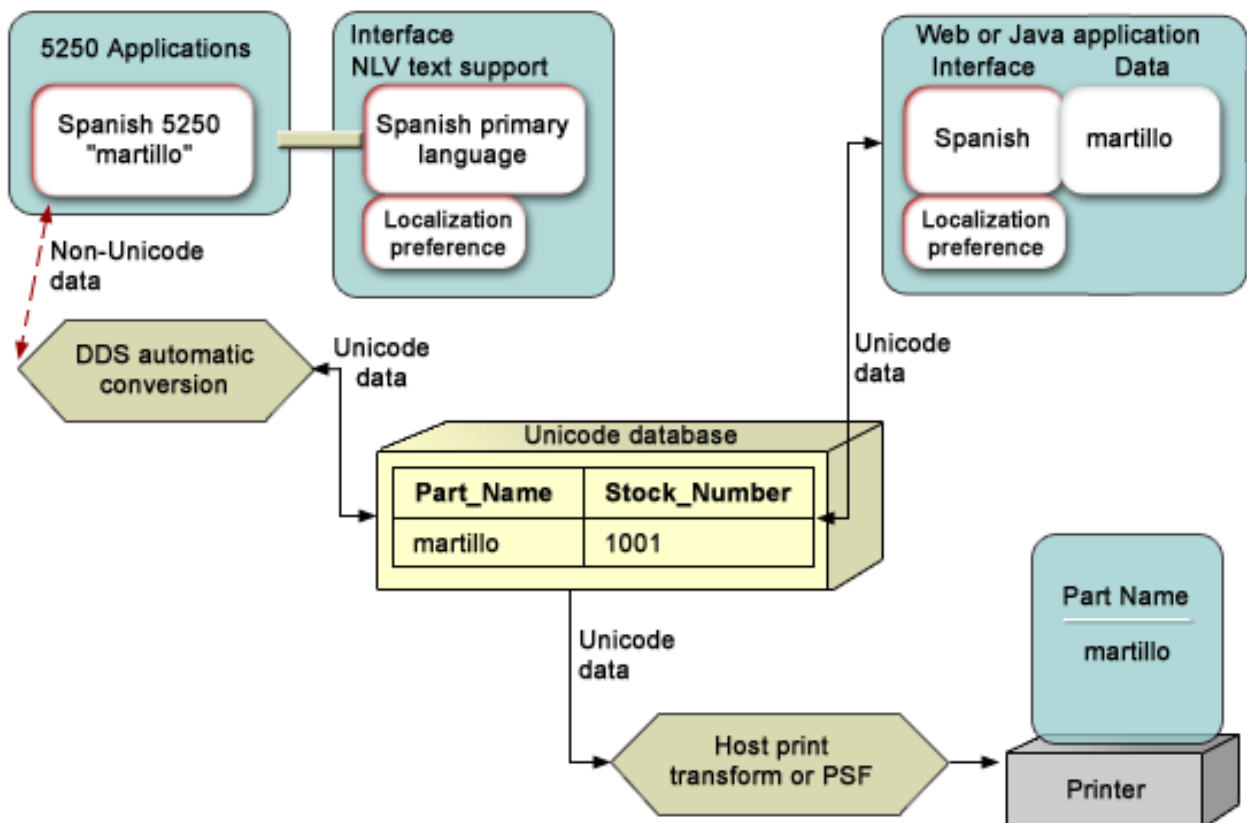 5250 Applications
Spanish 5250
"martillo"
Interface
NLV text support
Spanish primary
language
Localization
preference
Web or Java application
Interface Data
Spanish
martillo
Localization
preference
Non-Unicode
data
DDS automatic
conversion
Unicode
data
Unicode
data
Unicode database
Part_Name Stock_Number
martillo 1001
Unicode
data
Host print
transform or PSF
Part Name
martillo
Printer